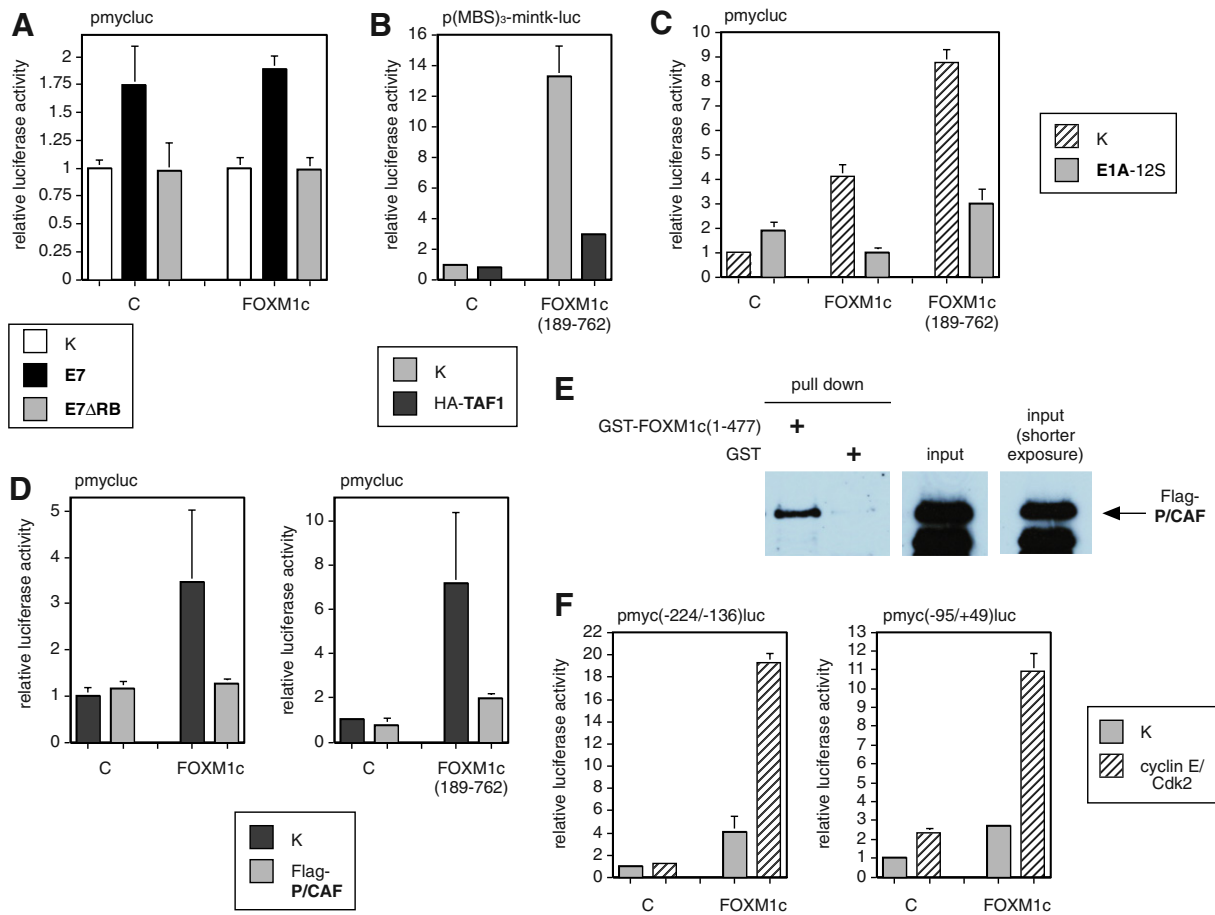 A
pmycluc
relative luciferase activity
2
1.75
1.5
1.25
1
0.75
0.5
0.25
0
C
FOXM1c
K
E7
E7ΔRB
B
p(MBS)3-mintk-luc
relative luciferase activity
16
14
12
10
8
6
4
2
0
C
FOXM1c
(189-762)
K
HA-TAF1
C
pmycluc
relative luciferase activity
10
9
8
7
6
5
4
3
2
1
0
C
FOXM1c
FOXM1c
(189-762)
K
E1A-12S
D
pmycluc
relative luciferase activity
5
4
3
2
1
0
C
FOXM1c
pmycluc
relative luciferase activity
10
8
6
4
2
0
C
FOXM1c
(189-762)
K
Flag-
P/CAF
E
pull down
GST-FOXM1c(1-477)
+
GST
+
input
input
(shorter
exposure)
Flag-
P/CAF
F
pmyc(-224/-136)luc
relative luciferase activity
22
20
18
16
14
12
10
8
6
4
2
0
C
FOXM1c
pmyc(-95/+49)luc
relative luciferase activity
13
12
11
10
9
8
7
6
5
4
3
2
1
0
C
FOXM1c
K
cyclin E/
Cdk2